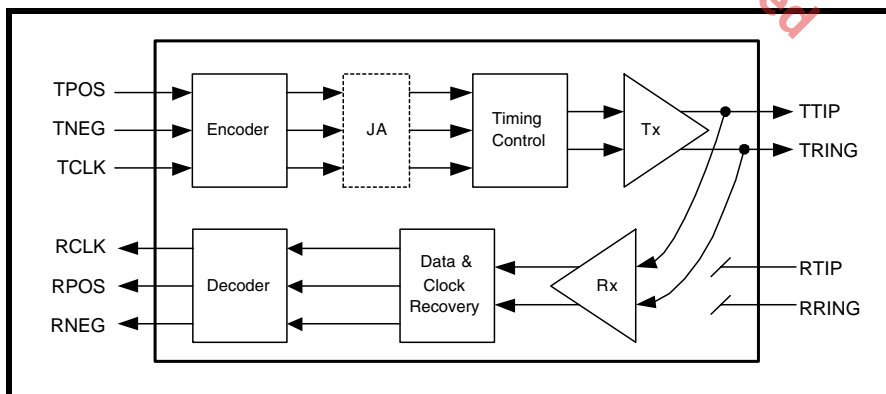 TPOS
TNEG
TCLK
Encoder
JA
Timing
Control
Tx
TTIP
TRING
RCLK
RPOS
RNEG
Decoder
Data &
Clock
Recovery
Rx
RTIP
RRING